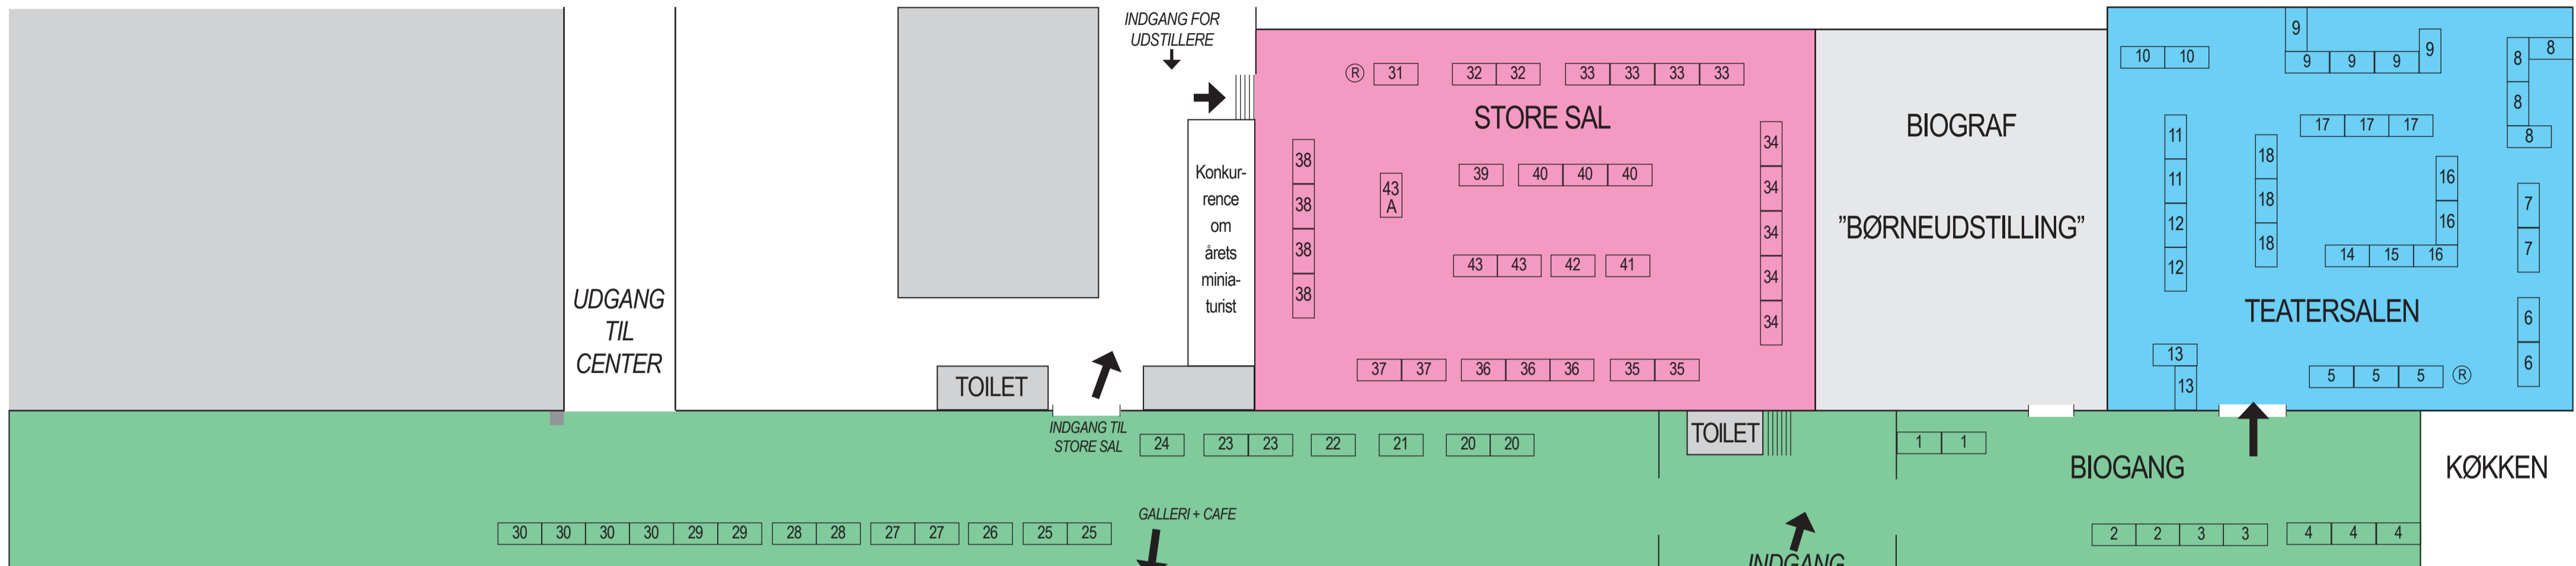 INDGANG FOR
UDSTILLERE
UDGANG
TIL
CENTER
TOILET
Konkur-
rence
om
årets
minia-
turist
STORE SAL
R 31 32 32 33 33 33 33
38 38 38 38
43
A
39 40 40 40
43 43 42 41
34 34 34 34 34
37 37 36 36 36 35 35
BIOGRAF
”BØRNEUDSTILLING”
10 10
9 9 9 9 9
8 8 8 8
11 11 12 12
18 18 18
17 17 17
16 16
14 15 16
7 7
6 6
TEATERSALEN
13
13
5 5 5 R
INDGANG TIL
STORE SAL
24 23 23 22 21 20 20
TOILET
1 1
BIOGANG
KØKKEN
GALLERI + CAFE
30 30 30 30 29 29 28 28 27 27 26 25 25
INDGANG
2 2 3 3 4 4 4